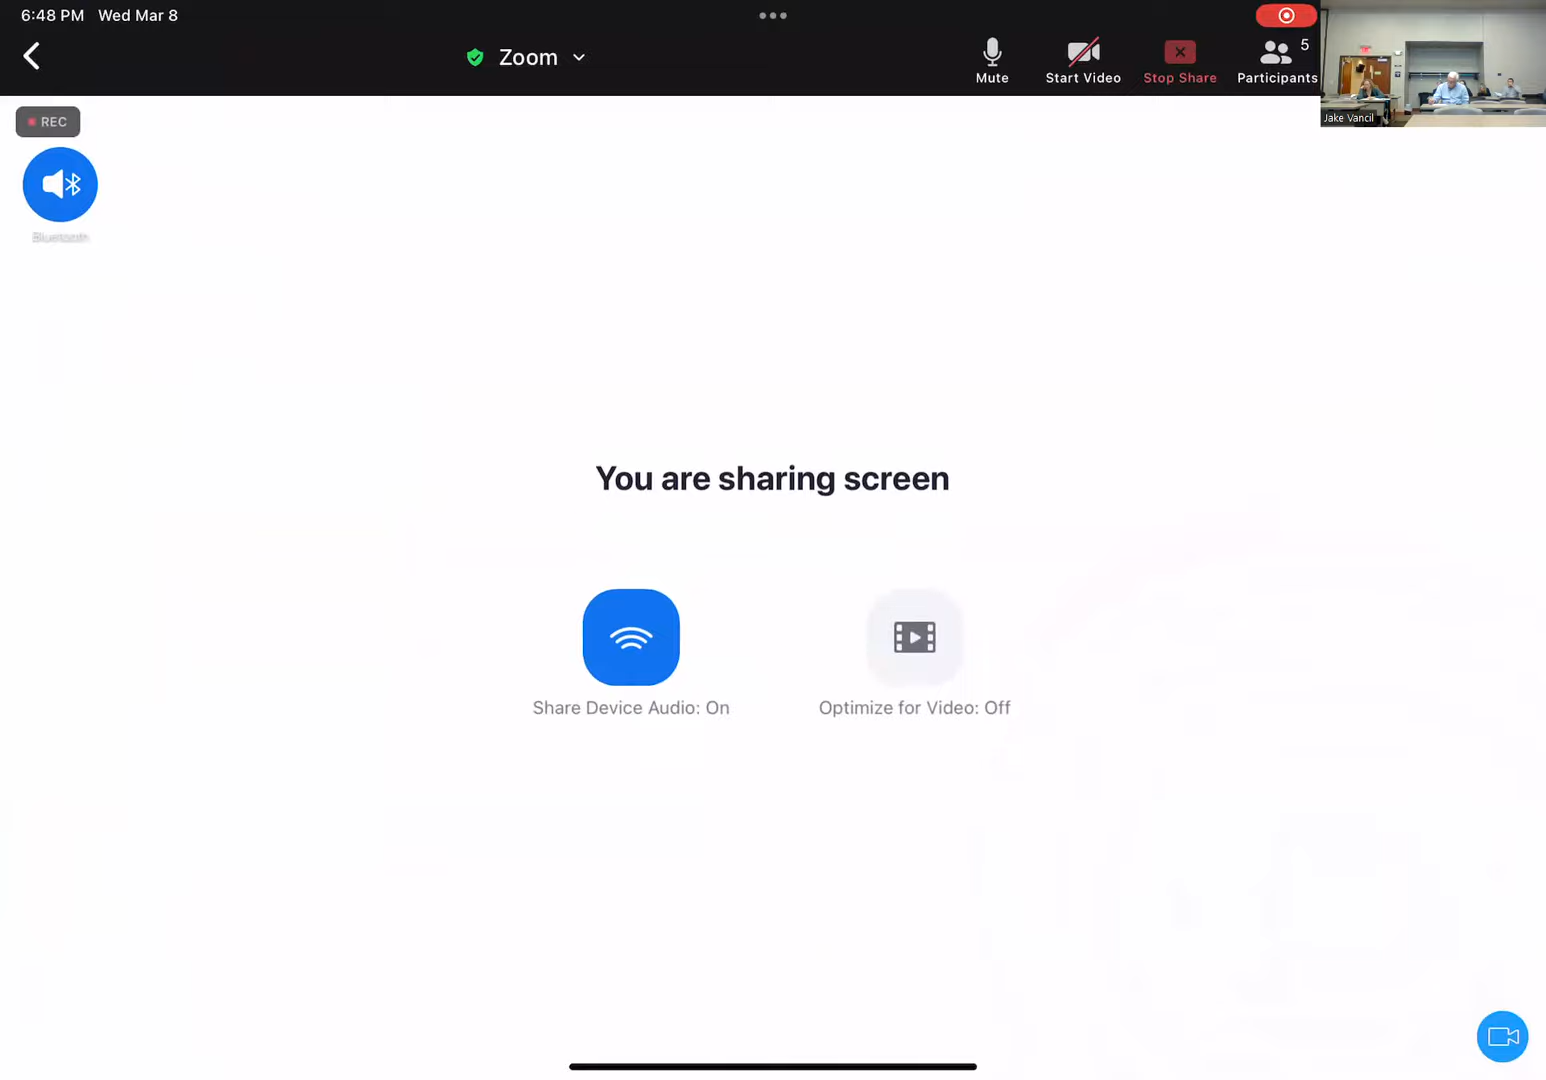 6:48 PM Wed Mar 8
Zoom
Mute
Start Video
Stop Share
Participants
5
Jake Vancil
REC
Bluetooth
You are sharing screen
Share Device Audio: On
Optimize for Video: Off